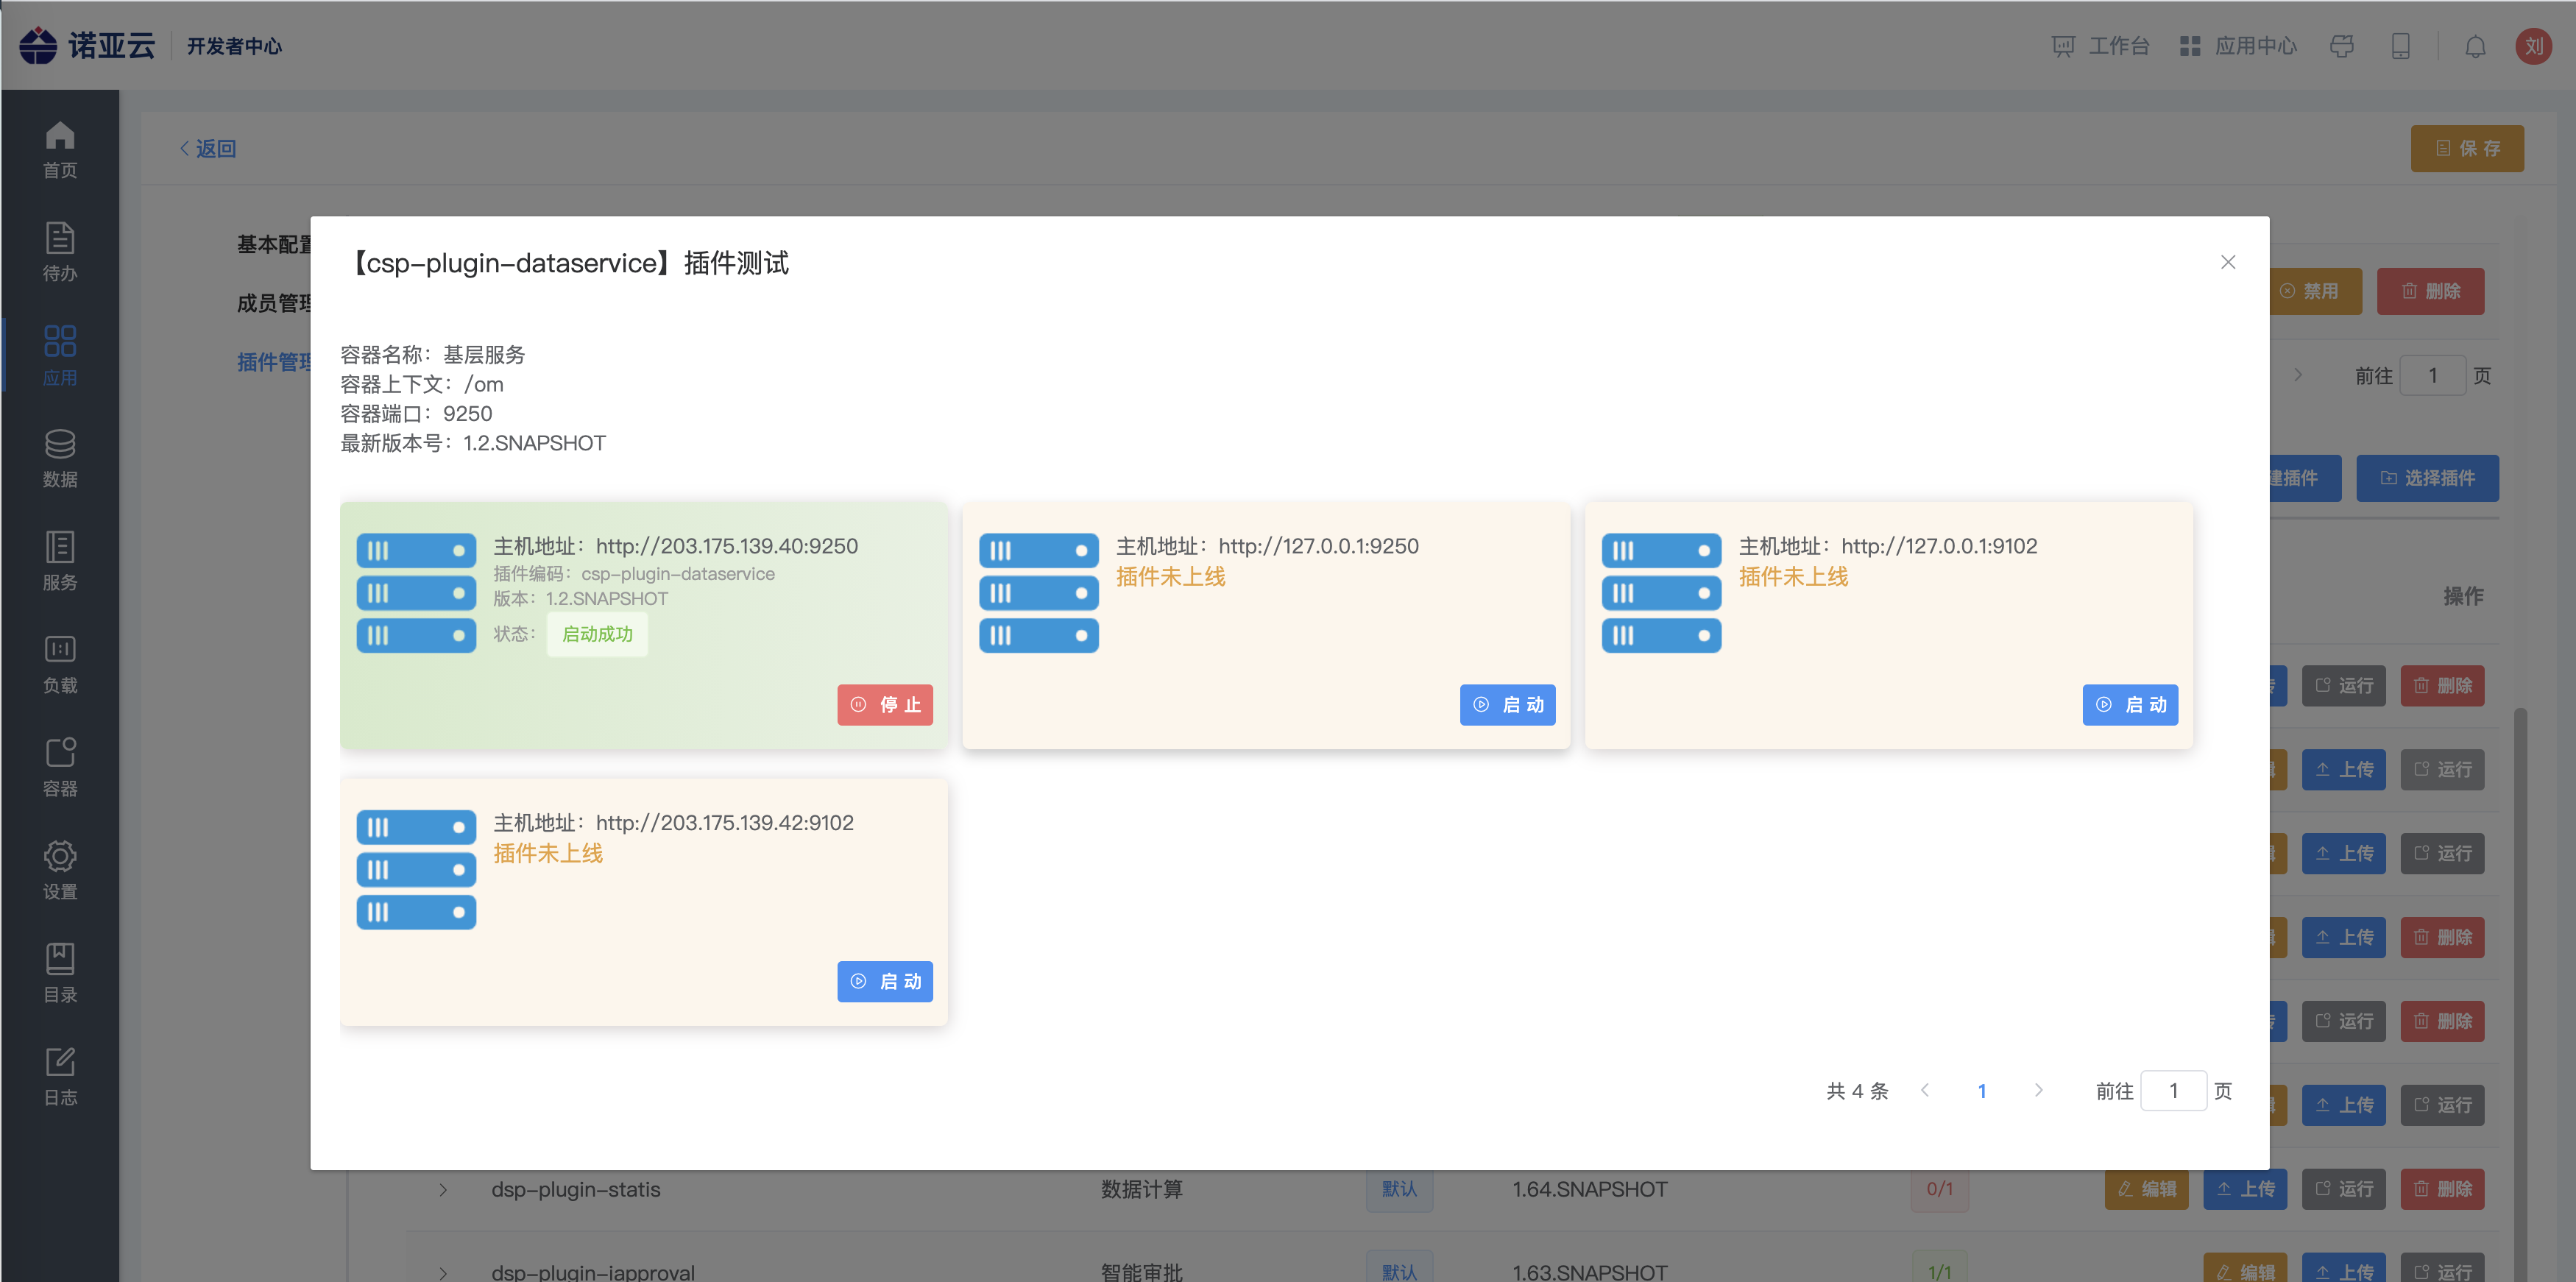 诺亚云 开发者中心 工作台 应用中心 刘
首页
待办
应用
数据
服务
负载
容器
设置
目录
日志
返回 保 存
基本配置
成员管理
插件管理
禁用 删除
前往 1 页
建插件 选择插件
操作
运行 删除
上传 运行
上传 运行
上传 删除
运行 删除
上传 运行
【csp-plugin-dataservice】插件测试
容器名称：基层服务
容器上下文：/om
容器端口：9250
最新版本号：1.2.SNAPSHOT
主机地址：http://203.175.139.40:9250
插件编码：csp-plugin-dataservice
版本：1.2.SNAPSHOT
状态：启动成功
停 止
主机地址：http://127.0.0.1:9250
插件未上线
启 动
主机地址：http://127.0.0.1:9102
插件未上线
启 动
主机地址：http://203.175.139.42:9102
插件未上线
启 动
共 4 条 1 前往 1 页
dsp-plugin-statis 数据计算 默认 1.64.SNAPSHOT 0/1 编辑 上传 运行 删除
dsp-plugin-iapproval 智能审批 默认 1.63.SNAPSHOT 1/1 编辑 上传 运行